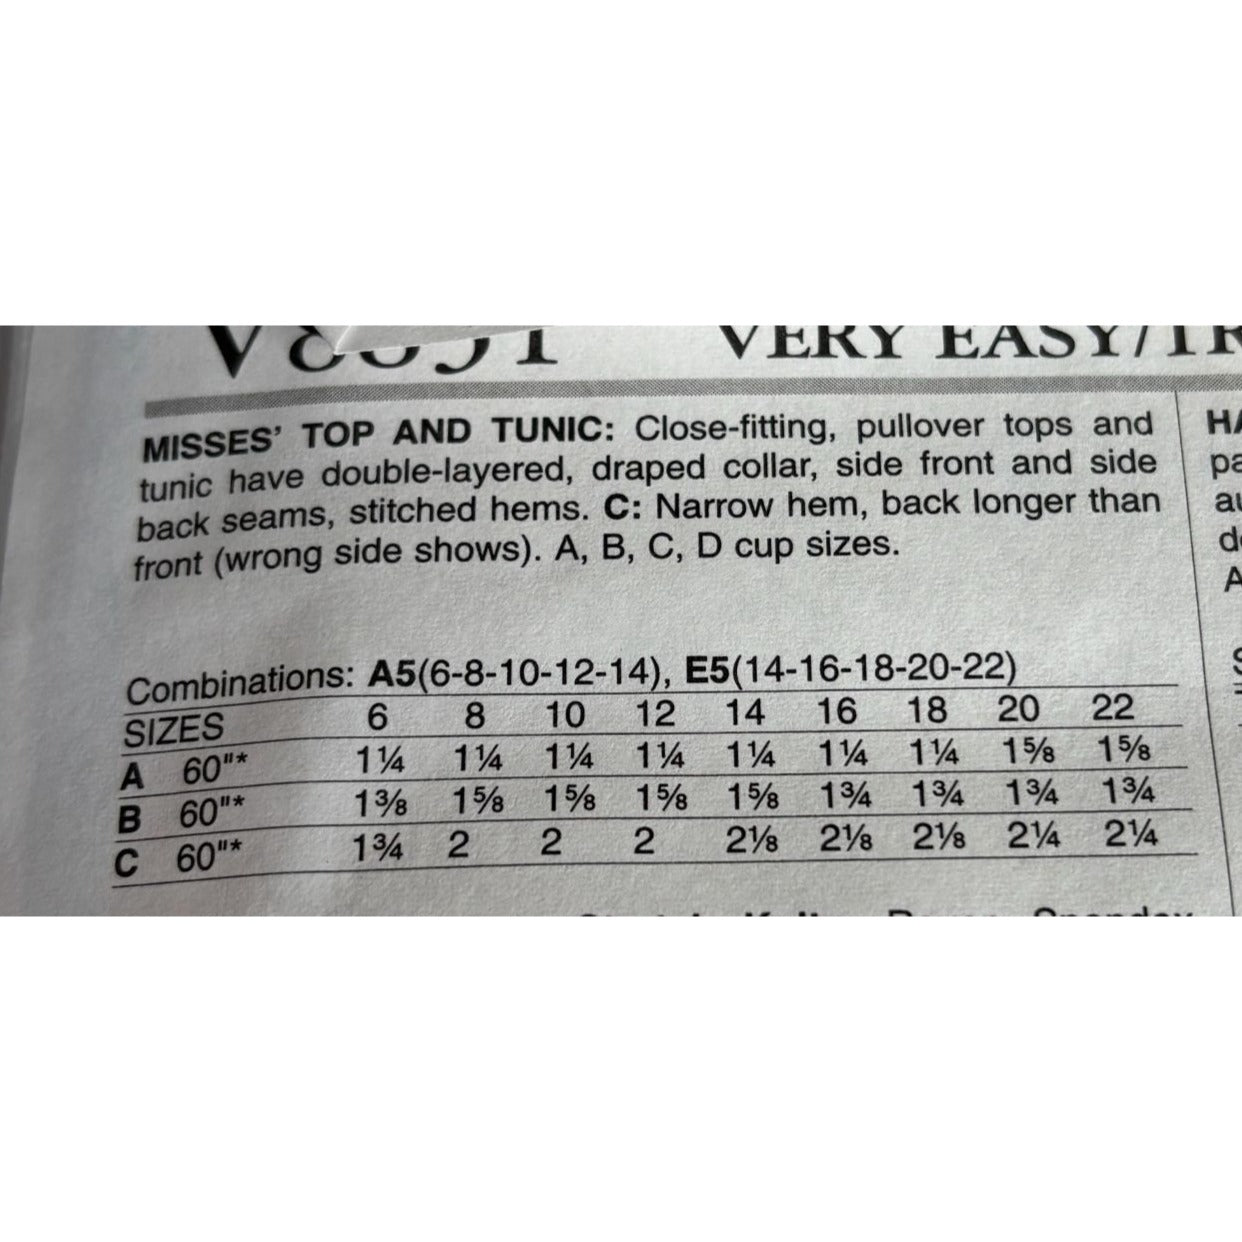 VERY EASY/
MISSES' TOP AND TUNIC: Close-fitting, pullover tops and
tunic have double-layered, draped collar, side front and side
back seams, stitched hems. C: Narrow hem, back longer than
front (wrong side shows). A, B, C, D cup sizes.
Combinations: A5(6-8-10-12-14), E5(14-16-18-20-22)
SIZES 6 8 10 12 14 16 18 20 22
A 60"* 1¼ 1¼ 1¼ 1¼ 1¼ 1¼ 1¼ 1⅝ 1⅝
B 60"* 1⅜ 1⅝ 1⅝ 1⅝ 1⅝ 1¾ 1¾ 1¾ 1¾
C 60"* 1¾ 2 2 2 2⅛ 2⅛ 2⅛ 2¼ 2¼